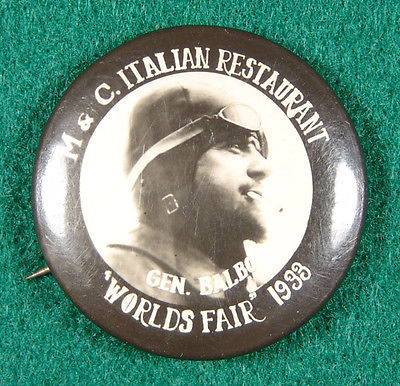 M & C. ITALIAN RESTAURANT
GEN. BALBO
"WORLDS FAIR" 1933